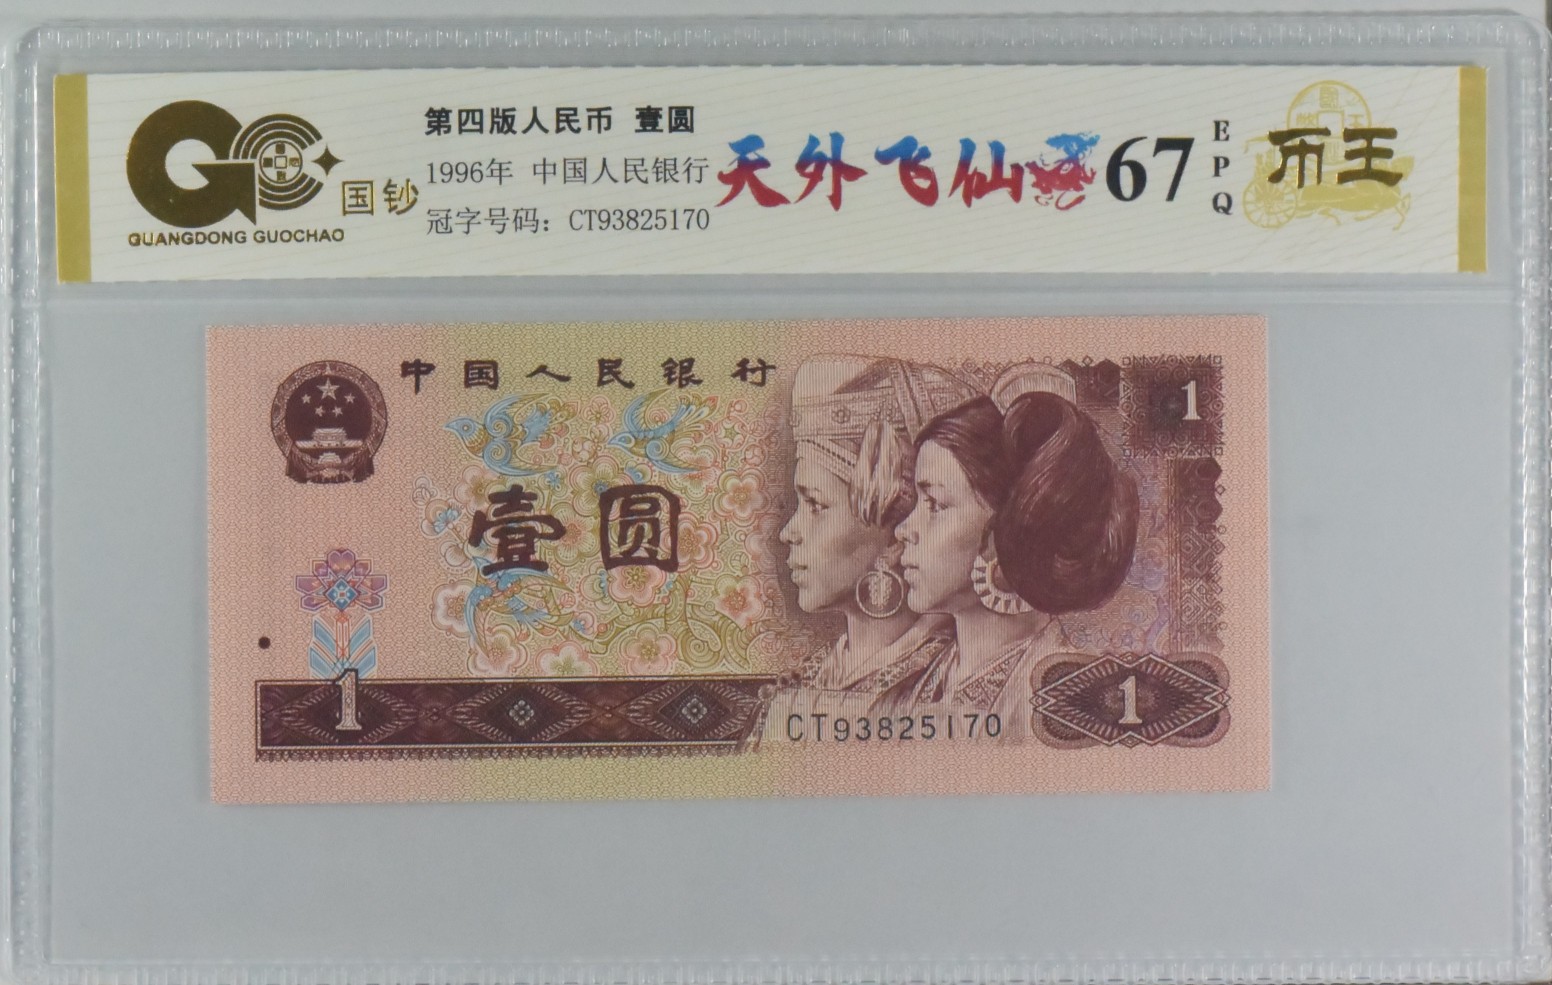 第四版人民币 壹圆
1996年 中国人民银行
冠字号码：CT93825170
国钞
GUANGDONG GUOCHAO
天外飞仙
67
EPQ
币王
中国人民银行
1
壹圆
1
CT93825170
1